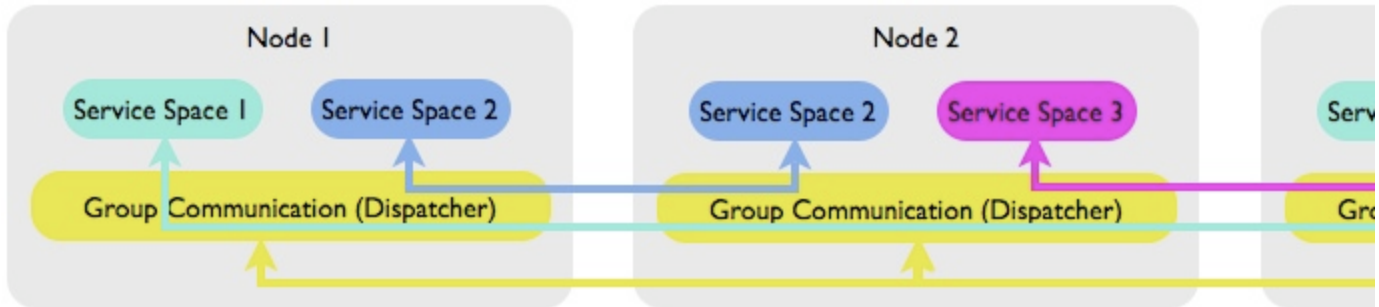 Node 1
Node 2
Service Space 1
Service Space 2
Service Space 2
Service Space 3
Group Communication (Dispatcher)
Group Communication (Dispatcher)